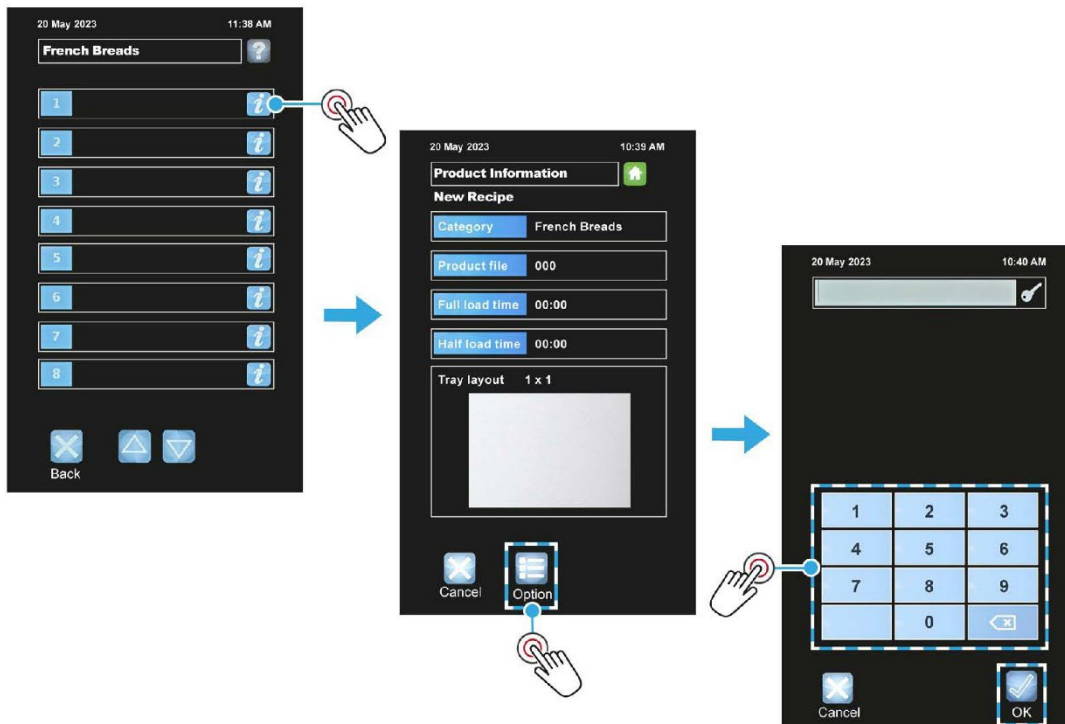 20 May 2023 11:38 AM
French Breads ?
1 i
2 i
3 i
4 i
5 i
6 i
7 i
8 i
Back
20 May 2023 10:39 AM
Product Information
New Recipe
Category French Breads
Product file 000
Full load time 00:00
Half load time 00:00
Tray layout 1 x 1
Cancel Option
20 May 2023 10:40 AM
1 2 3
4 5 6
7 8 9
0
Cancel OK